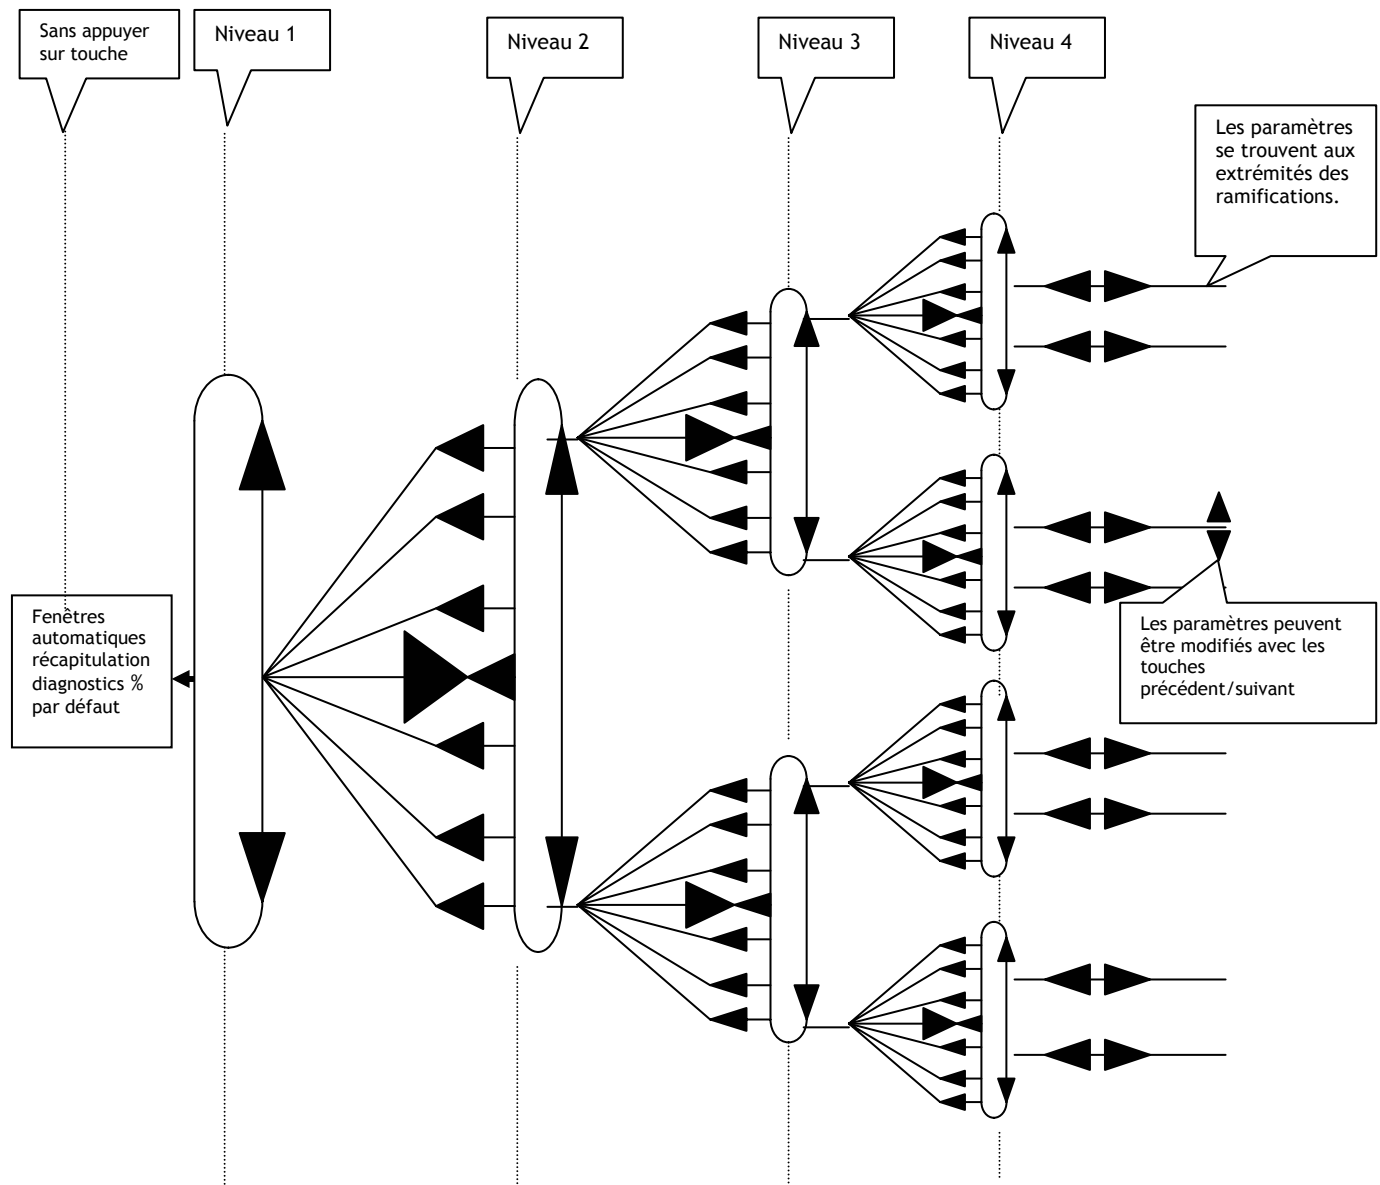 Sans appuyer
sur touche
Niveau 1
Niveau 2
Niveau 3
Niveau 4
Les paramètres
se trouvent aux
extrémités des
ramifications.
Fenêtres
automatiques
récapitulation
diagnostics %
par défaut
Les paramètres peuvent
être modifiés avec les
touches
précédent/suivant